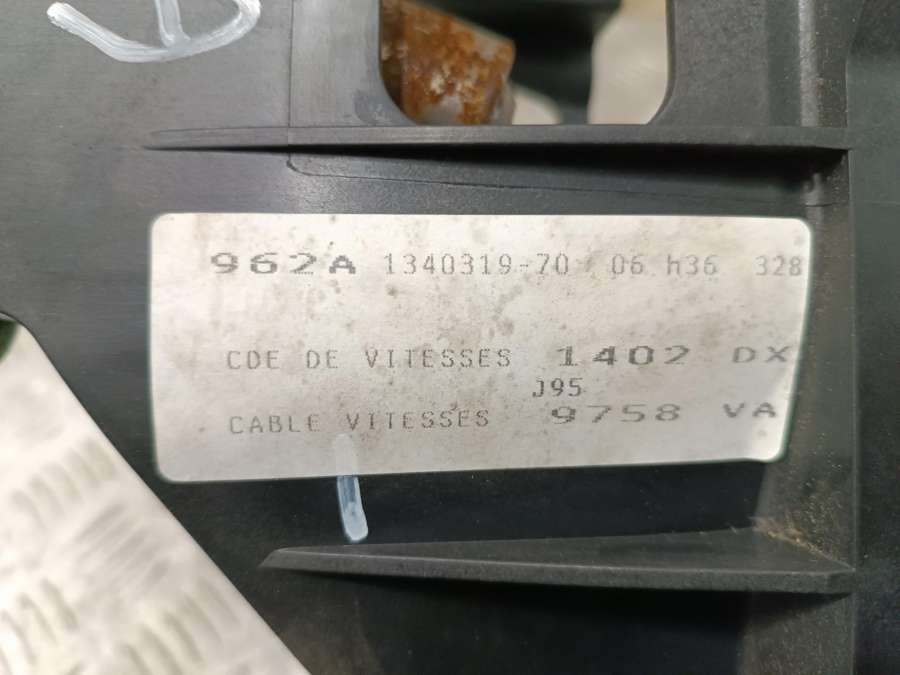 962A 1340319-70 06 h36 328
CDE DE VITESSES 1402 DX
J95
CABLE VITESSES 9758 VA